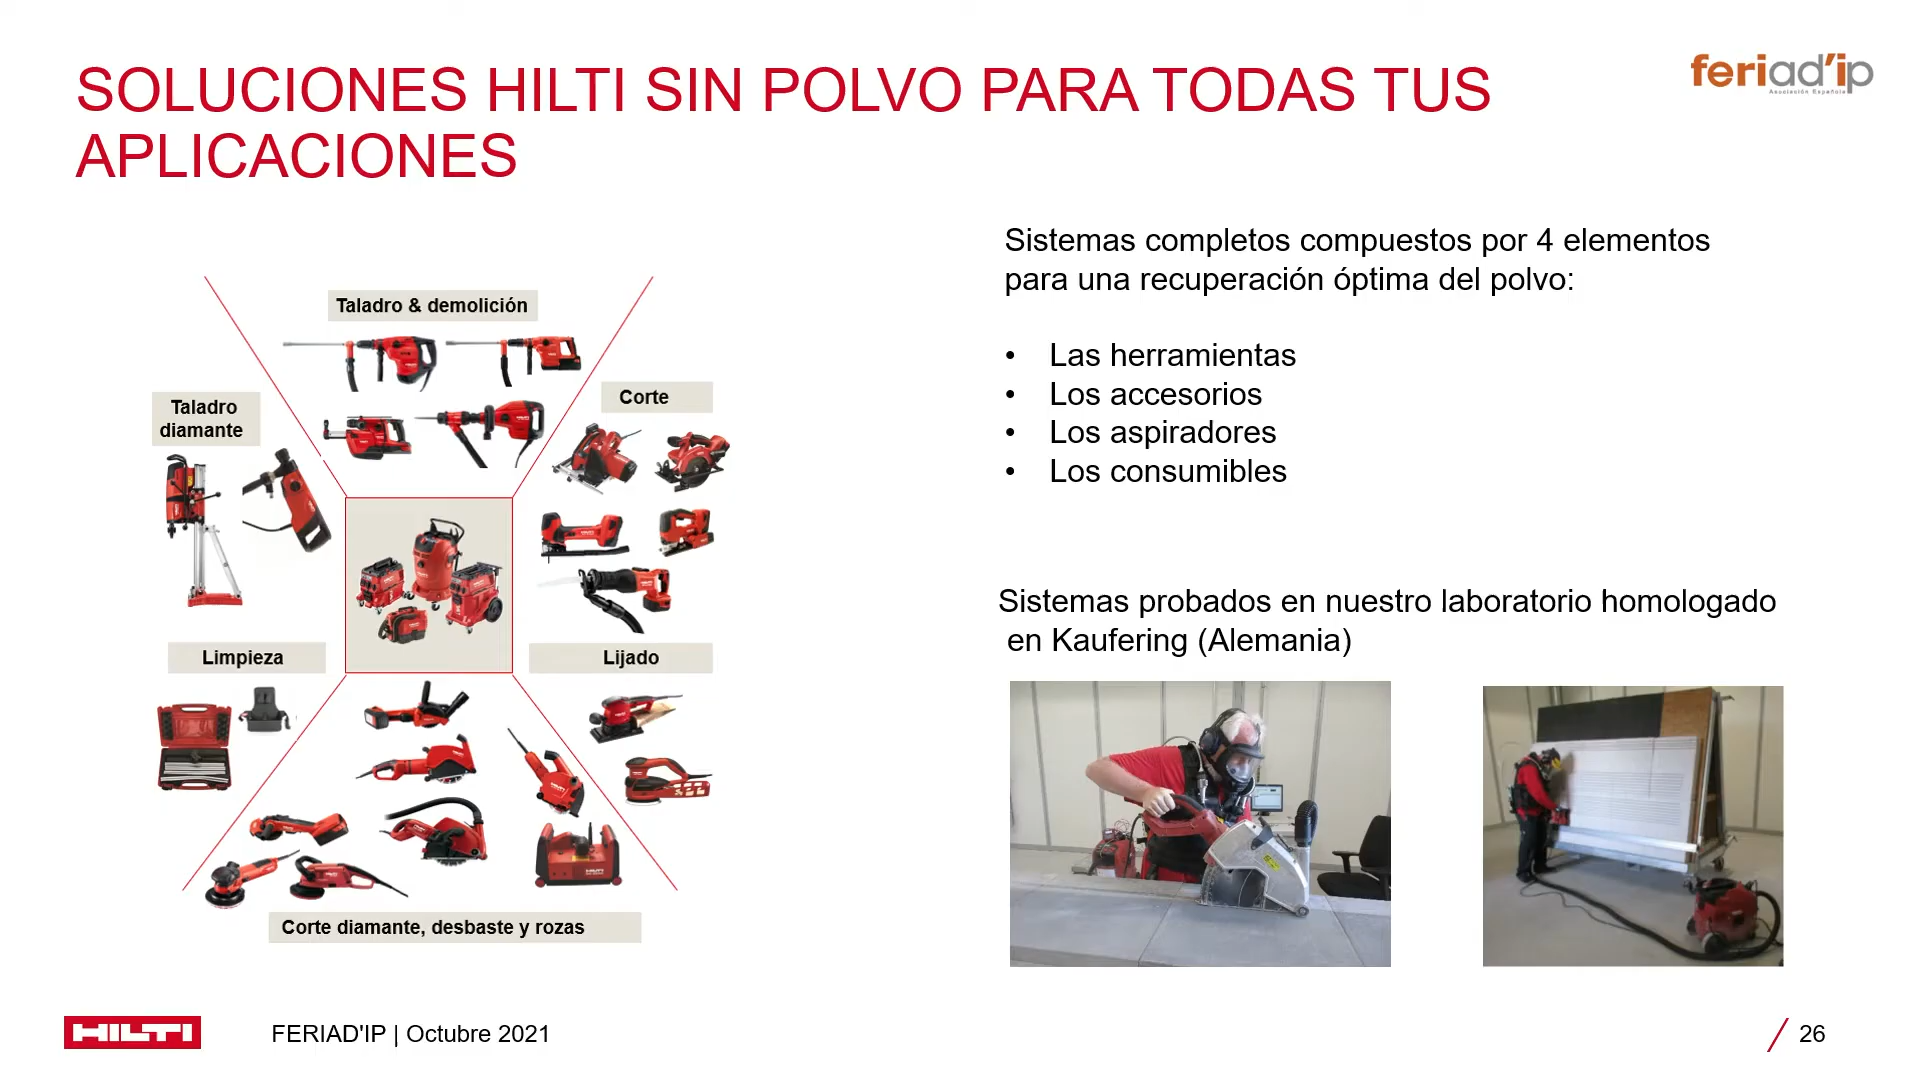 SOLUCIONES HILTI SIN POLVO PARA TODAS TUS
APLICACIONES
feriad'ip
Asociación Española
Taladro & demolición
Corte
Taladro
diamante
Limpieza
Lijado
Corte diamante, desbaste y rozas
Sistemas completos compuestos por 4 elementos
para una recuperación óptima del polvo:
• Las herramientas
• Los accesorios
• Los aspiradores
• Los consumibles
Sistemas probados en nuestro laboratorio homologado
en Kaufering (Alemania)
HILTI
FERIAD'IP | Octubre 2021
26